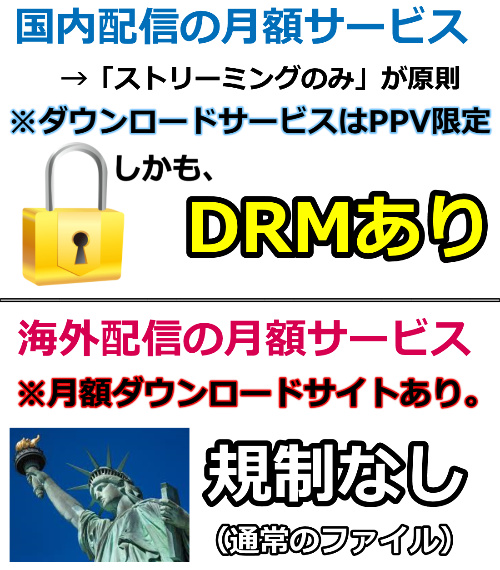 国内配信の月額サービス
→「ストリーミングのみ」が原則
※ダウンロードサービスはPPV限定
しかも、
DRMあり
海外配信の月額サービス
※月額ダウンロードサイトあり。
規制なし
（通常のファイル）